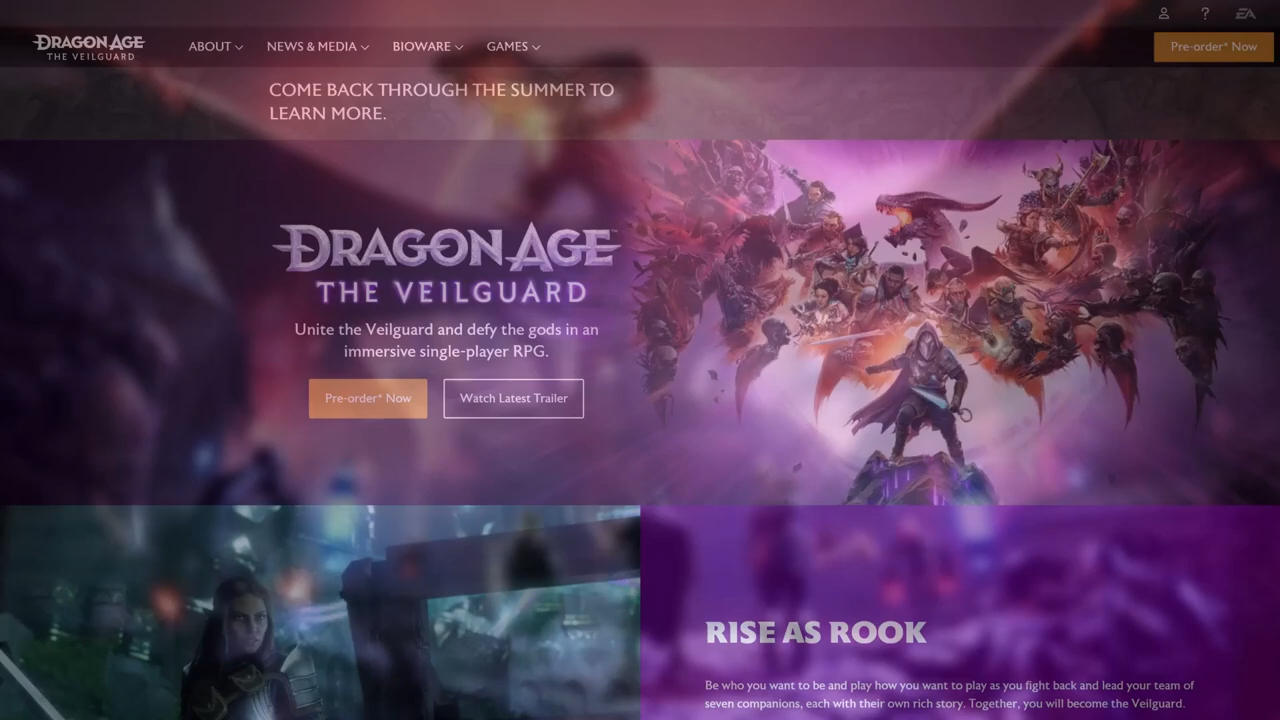 EA
DRAGON AGE
THE VEILGUARD
ABOUT
NEWS & MEDIA
BIOWARE
GAMES
Pre-order* Now
COME BACK THROUGH THE SUMMER TO
LEARN MORE.
DRAGON AGE
THE VEILGUARD
Unite the Veilguard and defy the gods in an
immersive single-player RPG.
Pre-order* Now
Watch Latest Trailer
RISE AS ROOK
Be who you want to be and play how you want to play as you fight back and lead your team of
seven companions, each with their own rich story. Together, you will become the Veilguard.